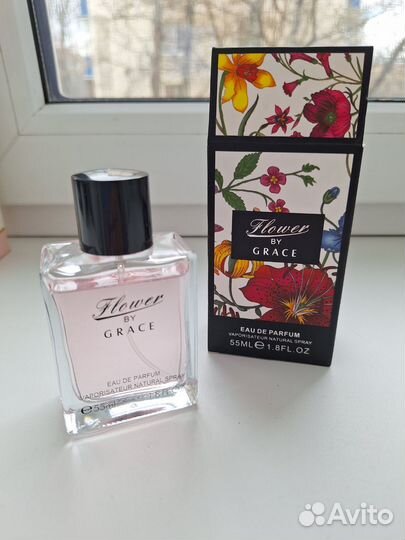 Flower
BY
GRACE
EAU DE PARFUM
VAPORISATEUR NATURAL SPRAY
55ML e 1.8FL.OZ
Flower
BY
GRACE
EAU DE PARFUM
VAPORISATEUR NATURAL SPRAY
e 55ml
Avito